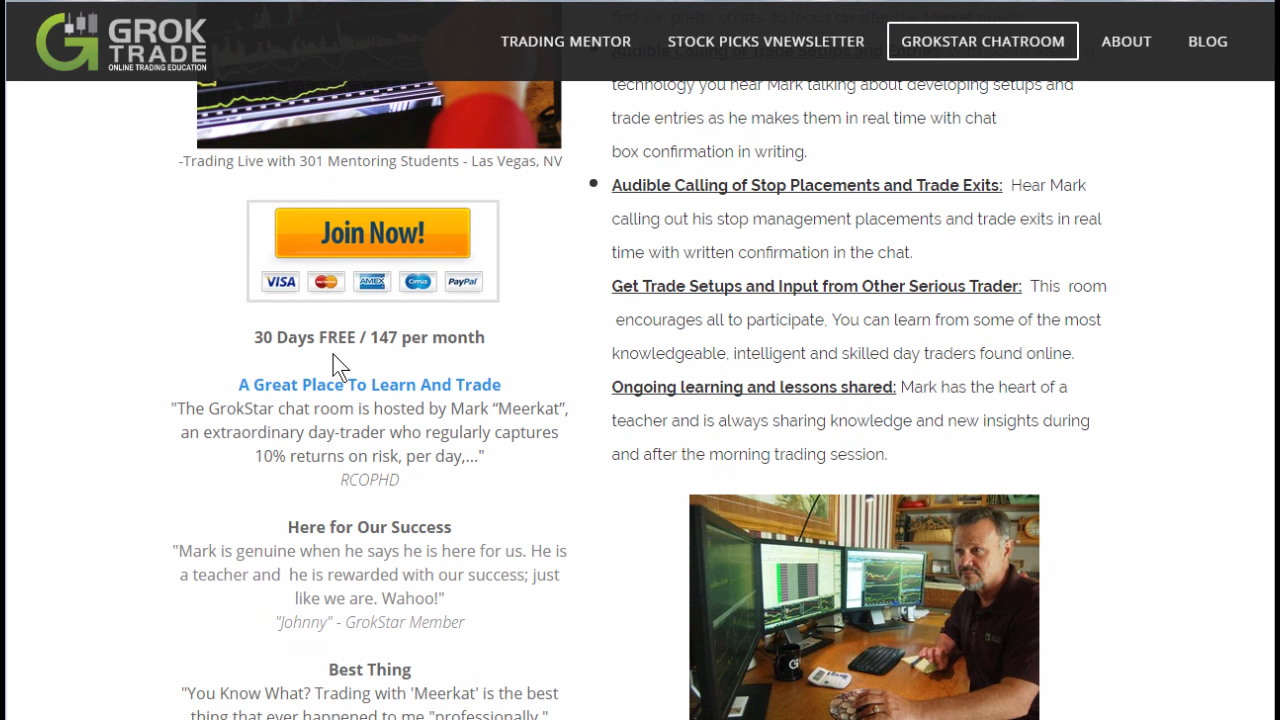 GROK
TRADE
ONLINE TRADING EDUCATION
TRADING MENTOR
STOCK PICKS VNEWSLETTER
GROKSTAR CHATROOM
ABOUT
BLOG
-Trading Live with 301 Mentoring Students - Las Vegas, NV
Join Now!
VISA
MasterCard
AMEX
Cirrus
PayPal
30 Days FREE / 147 per month
A Great Place To Learn And Trade
"The GrokStar chat room is hosted by Mark “Meerkat”,
an extraordinary day-trader who regularly captures
10% returns on risk, per day,..."
RCOPHD
Here for Our Success
"Mark is genuine when he says he is here for us. He is
a teacher and he is rewarded with our success; just
like we are. Wahoo!"
"Johnny" - GrokStar Member
Best Thing
"You Know What? Trading with 'Meerkat' is the best
thing that ever happened to me "professionally."
technology you hear Mark talking about developing setups and
trade entries as he makes them in real time with chat
box confirmation in writing.
Audible Calling of Stop Placements and Trade Exits: Hear Mark
calling out his stop management placements and trade exits in real
time with written confirmation in the chat.
Get Trade Setups and Input from Other Serious Trader: This room
encourages all to participate, You can learn from some of the most
knowledgeable, intelligent and skilled day traders found online.
Ongoing learning and lessons shared: Mark has the heart of a
teacher and is always sharing knowledge and new insights during
and after the morning trading session.